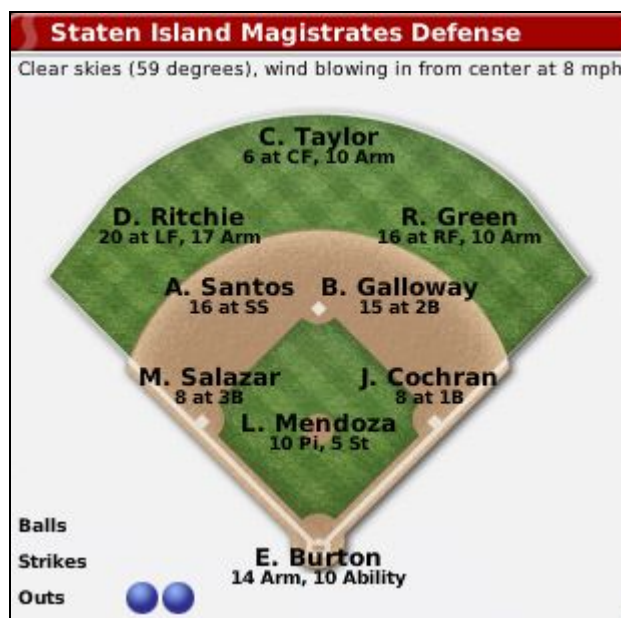 Staten Island Magistrates Defense
Clear skies (59 degrees), wind blowing in from center at 8 mph
C. Taylor
6 at CF, 10 Arm
D. Ritchie
20 at LF, 17 Arm
R. Green
16 at RF, 10 Arm
A. Santos
16 at SS
B. Galloway
15 at 2B
M. Salazar
8 at 3B
J. Cochran
8 at 1B
L. Mendoza
10 Pi, 5 St
E. Burton
14 Arm, 10 Ability
Balls
Strikes
Outs